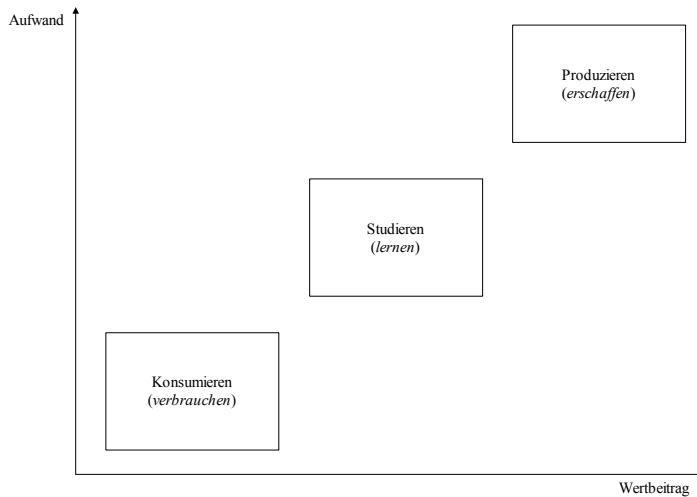 Aufwand
Produzieren
(erschaffen)
Studieren
(lernen)
Konsumieren
(verbrauchen)
Wertbeitrag